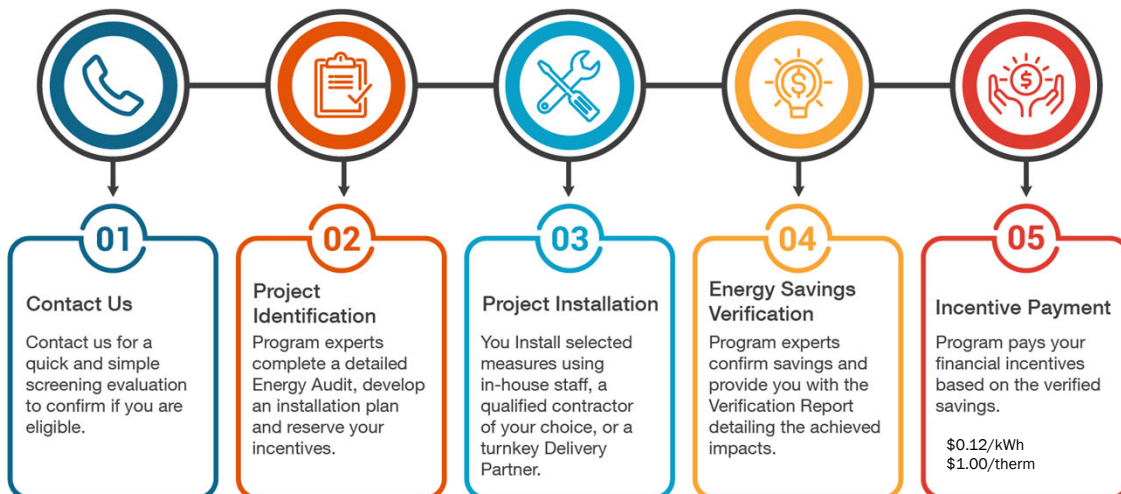 01
Contact Us
Contact us for a
quick and simple
screening evaluation
to confirm if you are
eligible.
02
Project
Identification
Program experts
complete a detailed
Energy Audit, develop
an installation plan
and reserve your
incentives.
03
Project Installation
You Install selected
measures using
in-house staff, a
qualified contractor
of your choice, or a
turnkey Delivery
Partner.
04
Energy Savings
Verification
Program experts
confirm savings and
provide you with the
Verification Report
detailing the achieved
impacts.
05
Incentive Payment
Program pays your
financial incentives
based on the verified
savings.
$0.12/kWh
$1.00/therm